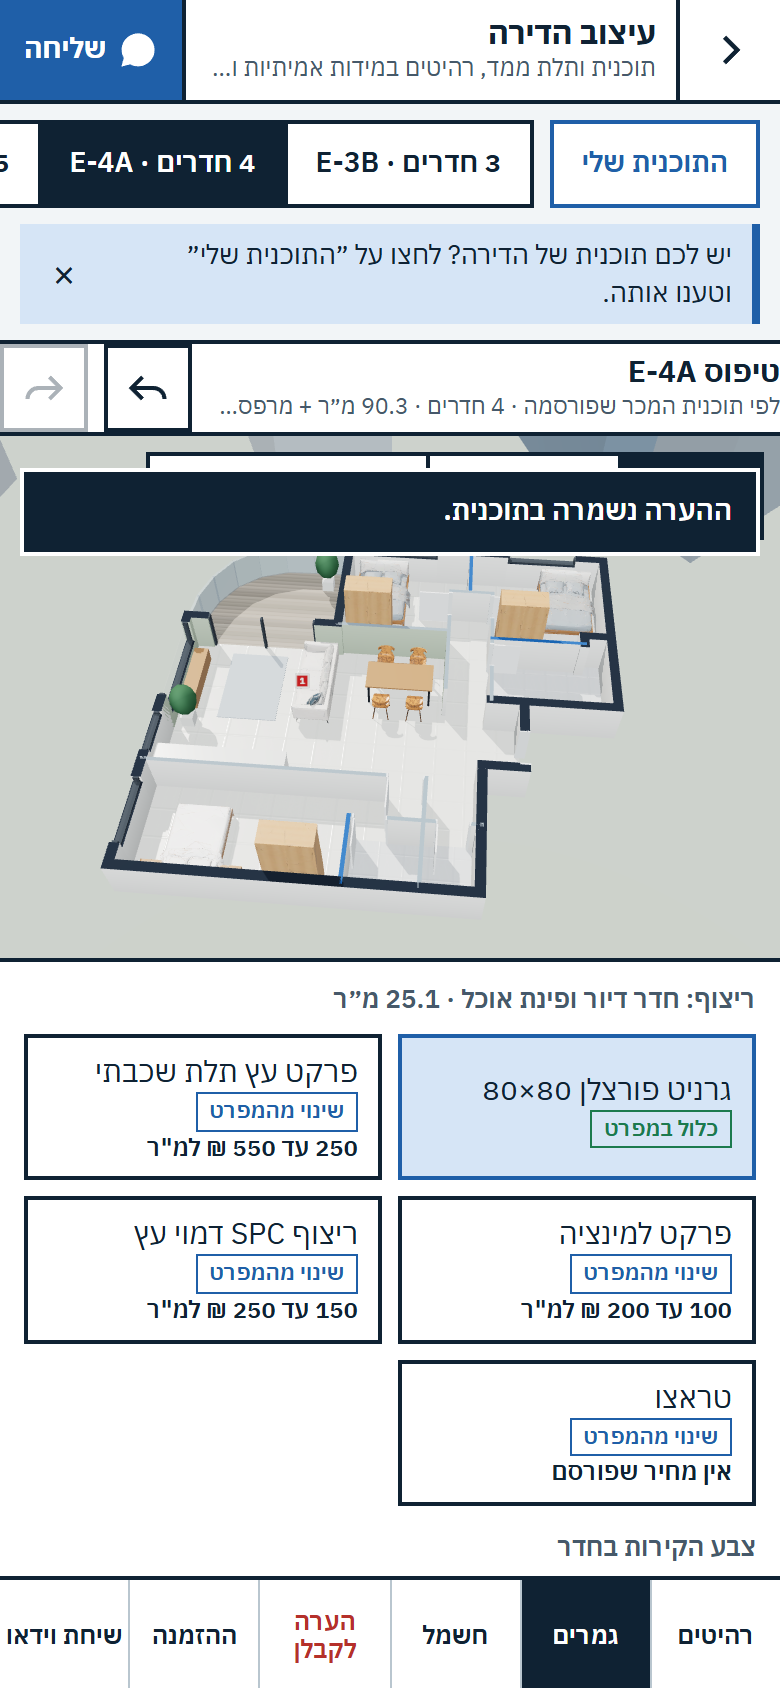 עיצוב הדירה
תוכנית ותלת ממד, רהיטים במידות אמיתיות ו...
שליחה
התוכנית שלי
3 חדרים · E-3B
4 חדרים · E-4A
5
יש לכם תוכנית של הדירה? לחצו על ״התוכנית שלי״
וטענו אותה.
×
טיפוס E-4A
לפי תוכנית המכר שפורסמה · 4 חדרים · 90.3 מ״ר + מרפס...
ההערה נשמרה בתוכנית.
1
ריצוף: חדר דיור ופינת אוכל · 25.1 מ״ר
גרניט פורצלן 80×80
כלול במפרט
פרקט עץ תלת שכבתי
שינוי מהמפרט
250 עד 550 ₪ למ"ר
פרקט למינציה
שינוי מהמפרט
100 עד 200 ₪ למ"ר
ריצוף SPC דמוי עץ
שינוי מהמפרט
150 עד 250 ₪ למ"ר
טראצו
שינוי מהמפרט
אין מחיר שפורסם
צבע הקירות בחדר
רהיטים
גמרים
חשמל
הערה
לקבלן
ההזמנה
שיחת וידאו